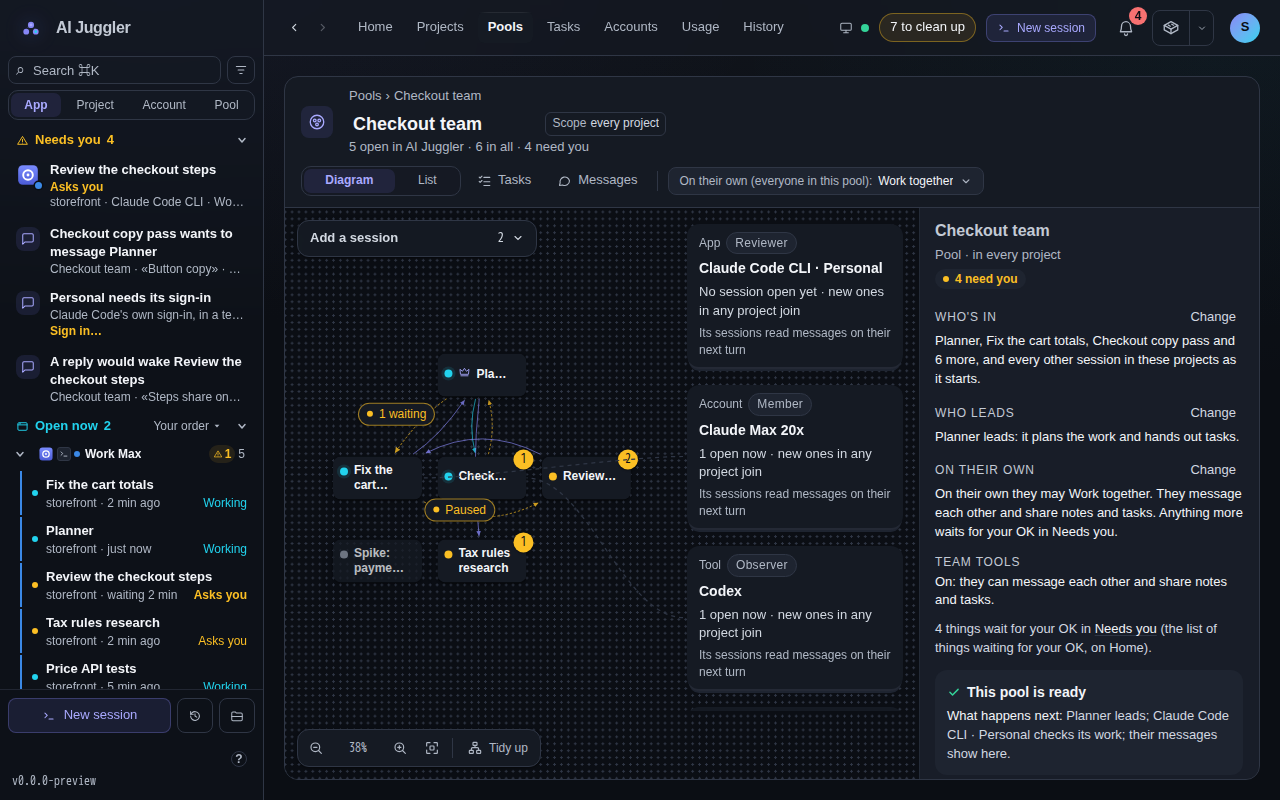 AI Juggler
Search ⌘K
App
Project
Account
Pool
Needs you 4
Review the checkout steps
Asks you
storefront · Claude Code CLI · Wo…
Checkout copy pass wants to
message Planner
Checkout team · «Button copy» · …
Personal needs its sign-in
Claude Code's own sign-in, in a te…
Sign in…
A reply would wake Review the
checkout steps
Checkout team · «Steps share on…
Open now 2
Your order
Work Max
1
5
Fix the cart totals
storefront · 2 min ago
Working
Planner
storefront · just now
Working
Review the checkout steps
storefront · waiting 2 min
Asks you
Tax rules research
storefront · 2 min ago
Asks you
Price API tests
storefront · 5 min ago
Working
New session
?
v0.0.0-preview
Home
Projects
Pools
Tasks
Accounts
Usage
History
7 to clean up
New session
4
S
Pools › Checkout team
Checkout team
Scope every project
5 open in AI Juggler · 6 in all · 4 need you
Diagram
List
Tasks
Messages
On their own (everyone in this pool): Work together
Add a session
2
Pla…
1 waiting
Fix the
cart…
1
Check…
2
Review…
Paused
Spike:
payme…
1
Tax rules
research
App
Reviewer
Claude Code CLI · Personal
No session open yet · new ones
in any project join
Its sessions read messages on their
next turn
Account
Member
Claude Max 20x
1 open now · new ones in any
project join
Its sessions read messages on their
next turn
Tool
Observer
Codex
1 open now · new ones in any
project join
Its sessions read messages on their
next turn
38%
Tidy up
Checkout team
Pool · in every project
4 need you
WHO'S IN
Change
Planner, Fix the cart totals, Checkout copy pass and
6 more, and every other session in these projects as
it starts.
WHO LEADS
Change
Planner leads: it plans the work and hands out tasks.
ON THEIR OWN
Change
On their own they may Work together. They message
each other and share notes and tasks. Anything more
waits for your OK in Needs you.
TEAM TOOLS
On: they can message each other and share notes
and tasks.
4 things wait for your OK in Needs you (the list of
things waiting for your OK, on Home).
This pool is ready
What happens next: Planner leads; Claude Code
CLI · Personal checks its work; their messages
show here.